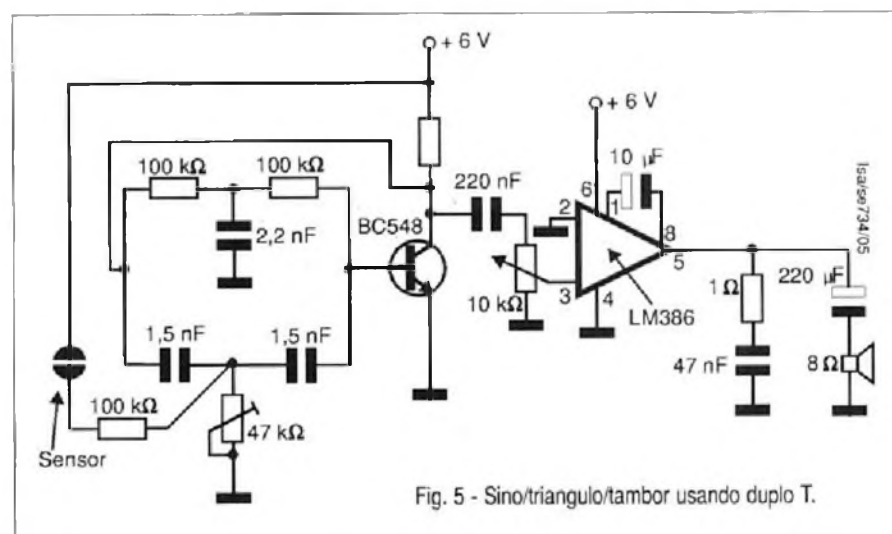 + 6 V
+ 6 V
100 kΩ
100 kΩ
10 µF
220 nF
BC548
2,2 nF
6
1
2
8
5
3
4
LM386
10 kΩ
1 Ω
220 µF
1,5 nF
1,5 nF
47 nF
8 Ω
100 kΩ
47 kΩ
Sensor
Isa/se734/05
Fig. 5 - Sino/triangulo/tambor usando duplo T.